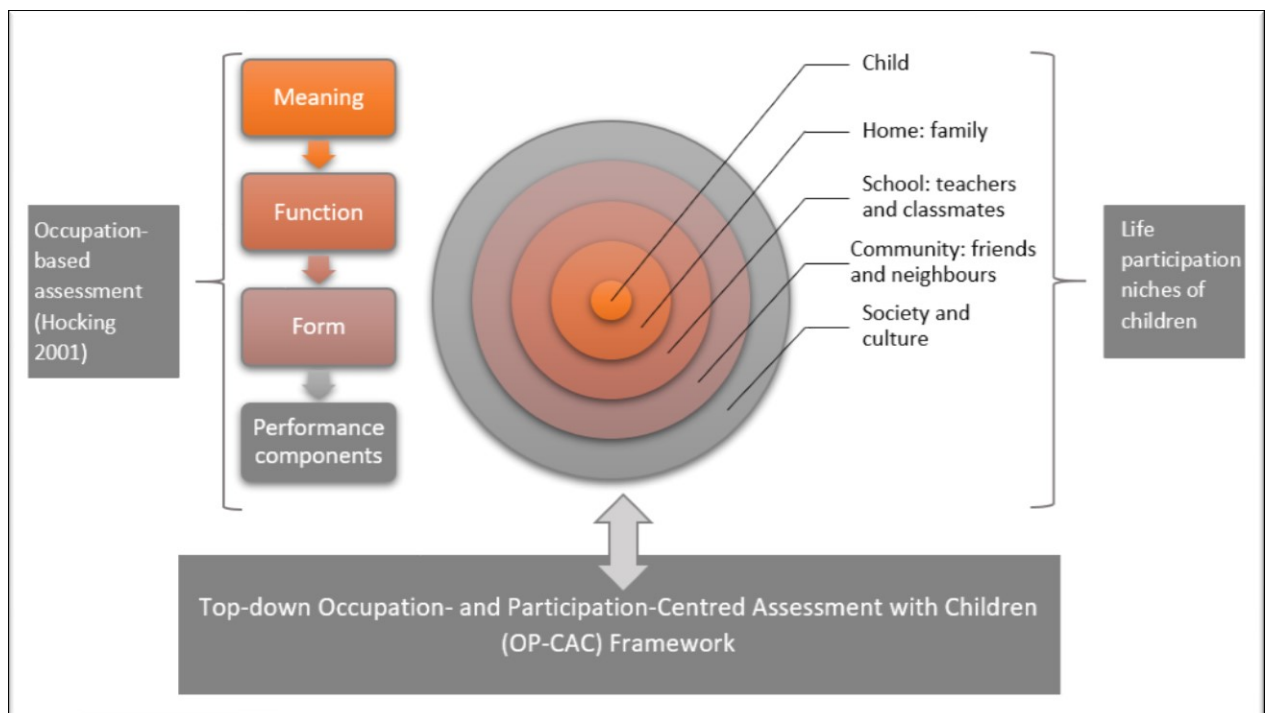 Occupation-
based
assessment
(Hocking
2001)
Meaning
Function
Form
Performance
components
Child
Home: family
School: teachers
and classmates
Community: friends
and neighbours
Society and
culture
Life
participation
niches of
children
Top-down Occupation- and Participation-Centred Assessment with Children
(OP-CAC) Framework